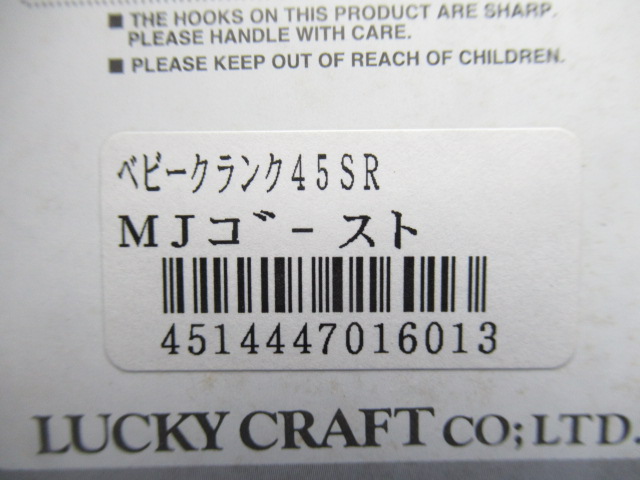 ■ THE HOOKS ON THIS PRODUCT ARE SHARP.
PLEASE HANDLE WITH CARE.
■ PLEASE KEEP OUT OF REACH OF CHILDREN.
ベビークランク45SR
MJゴースト
4514447016013
LUCKY CRAFT CO;LTD.